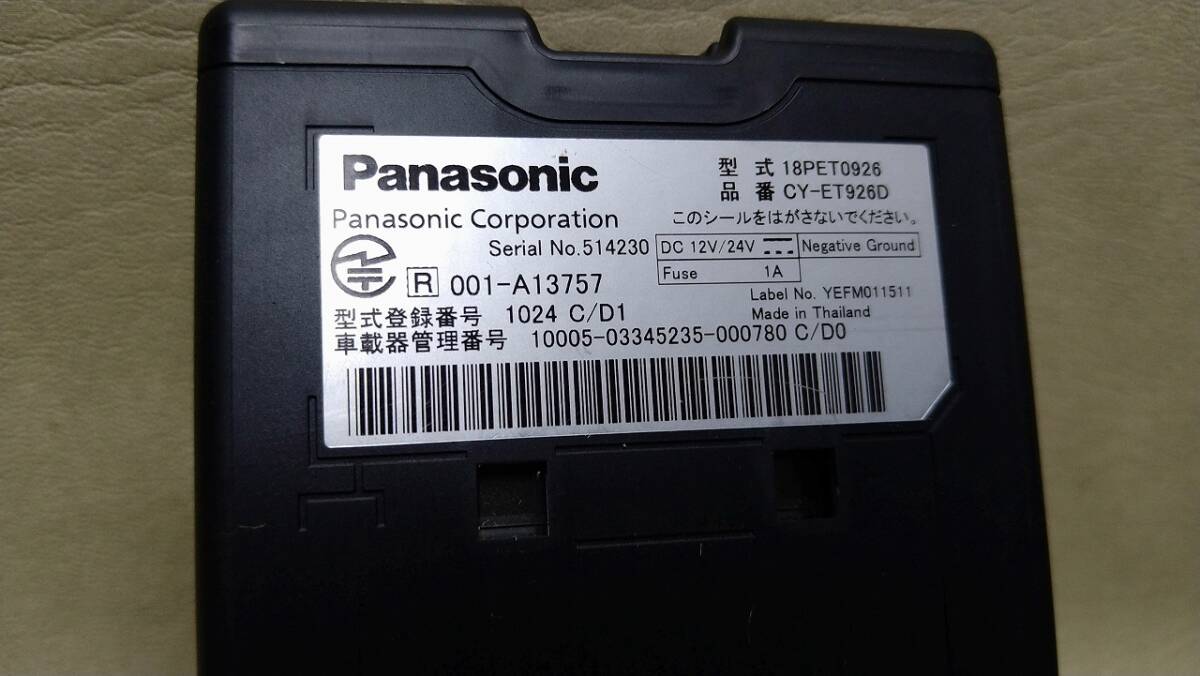 Panasonic
Panasonic Corporation
型式 18PET0926
品番 CY-ET926D
このシールをはがさないでください。
Serial No.514230
DC 12V/24V Negative Ground
Fuse 1A
R 001-A13757
Label No. YEFM011511
Made in Thailand
型式登録番号 1024 C/D1
車載器管理番号 10005-03345235-000780 C/D0